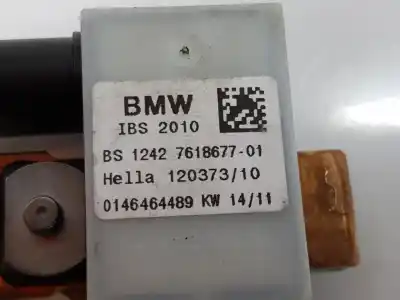 BMW
IBS 2010
BS 1242 7618677-01
Hella 120373/10
0146464489 KW 14/11